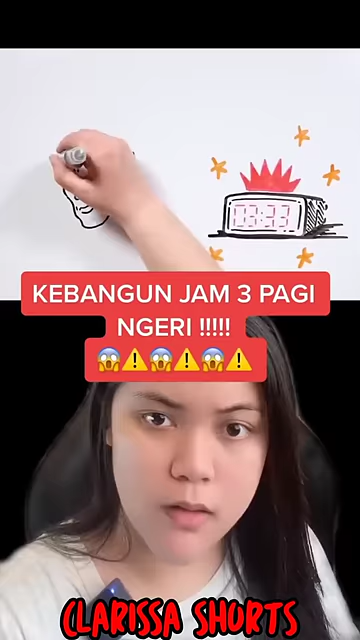 03:33
KEBANGUN JAM 3 PAGI
NGERI !!!!!
😱⚠️😱⚠️😱⚠️
CLARISSA SHORTS